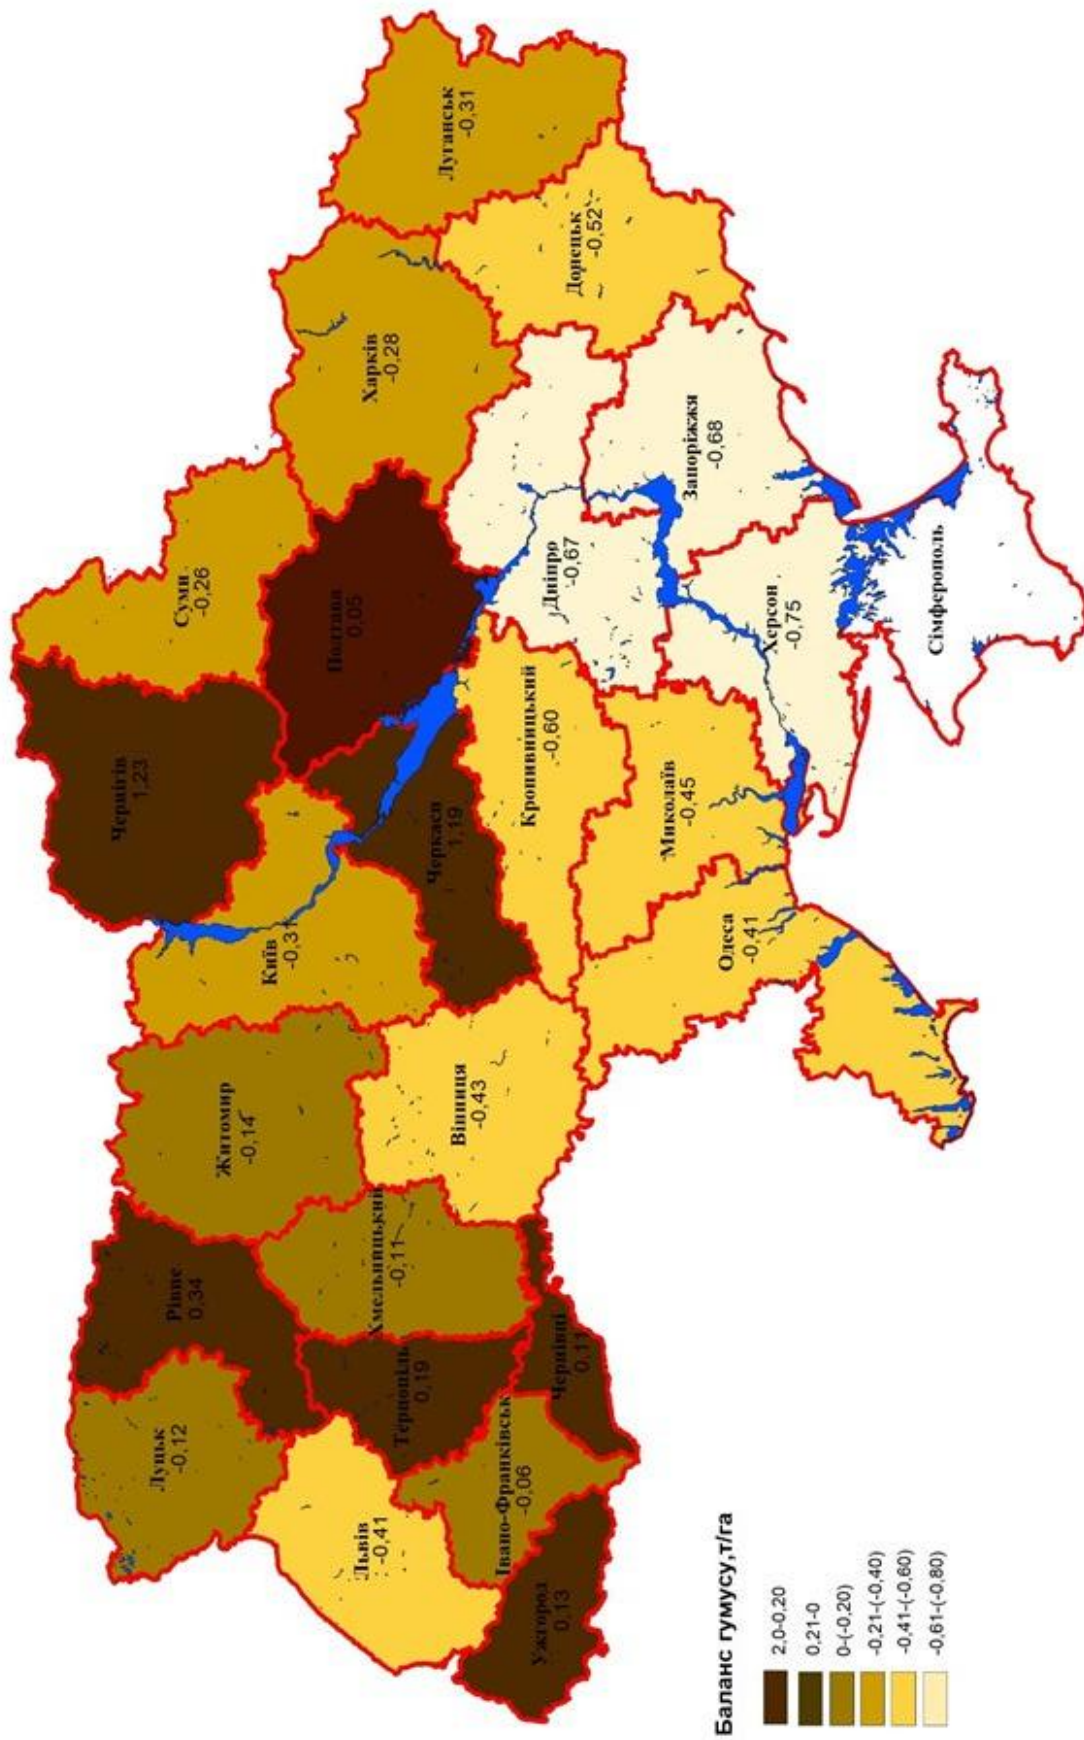 Чернігів
1,23
Суми
-0,26
Луцьк
-0,12
Рівне
0,34
Житомир
-0,14
Київ
-0,31
Полтава
0,05
Харків
-0,28
Луганськ
-0,31
Львів
-0,41
Тернопіль
0,19
Хмельницький
-0,11
Вінниця
-0,43
Черкаси
1,19
Кропивницький
-0,60
Дніпро
-0,67
Донецьк
-0,52
Ужгород
0,13
Івано-Франківськ
-0,06
Чернівці
0,11
Миколаїв
-0,45
Запоріжжя
-0,68
Одеса
-0,41
Херсон
-0,75
Сімферополь
Баланс гумусу,т/га
2,0-0,20
0,21-0
0-(-0,20)
-0,21-(-0,40)
-0,41-(-0,60)
-0,61-(-0,80)